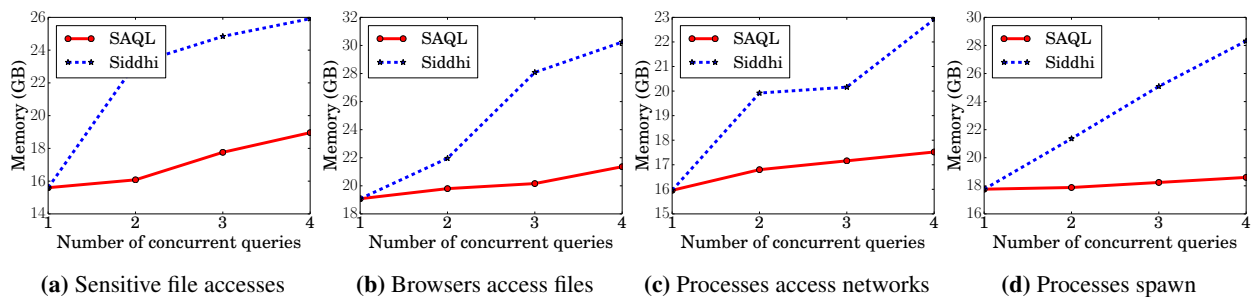 26
24
22
20
18
16
14
Memory (GB)
SAQL
Siddhi
1 2 3 4
Number of concurrent queries
(a) Sensitive file accesses
32
30
28
26
24
22
20
18
Memory (GB)
SAQL
Siddhi
1 2 3 4
Number of concurrent queries
(b) Browsers access files
23
22
21
20
19
18
17
16
15
Memory (GB)
SAQL
Siddhi
1 2 3 4
Number of concurrent queries
(c) Processes access networks
30
28
26
24
22
20
18
16
Memory (GB)
SAQL
Siddhi
1 2 3 4
Number of concurrent queries
(d) Processes spawn